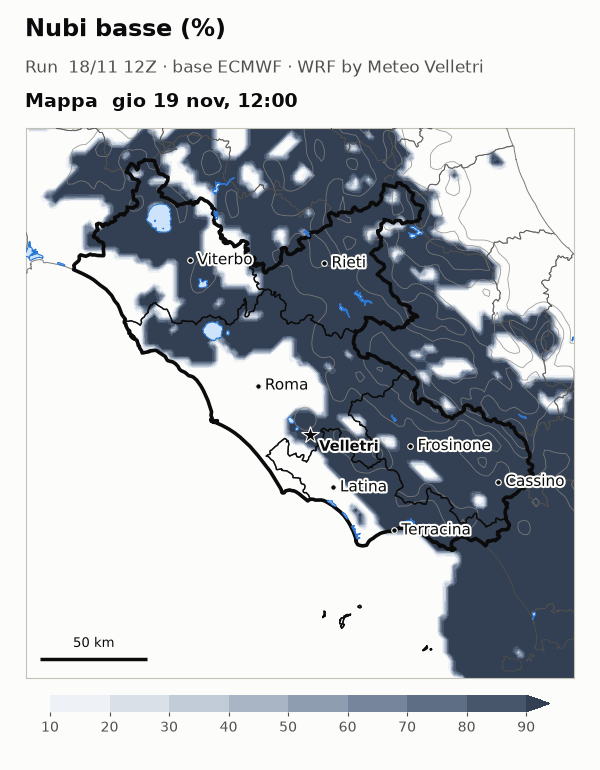 Nubi basse (%)
Run  18/11 12Z · base ECMWF · WRF by Meteo Velletri
Mappa  gio 19 nov, 12:00
Viterbo
Rieti
Roma
Velletri
Frosinone
Cassino
Latina
Terracina
50 km
10 20 30 40 50 60 70 80 90